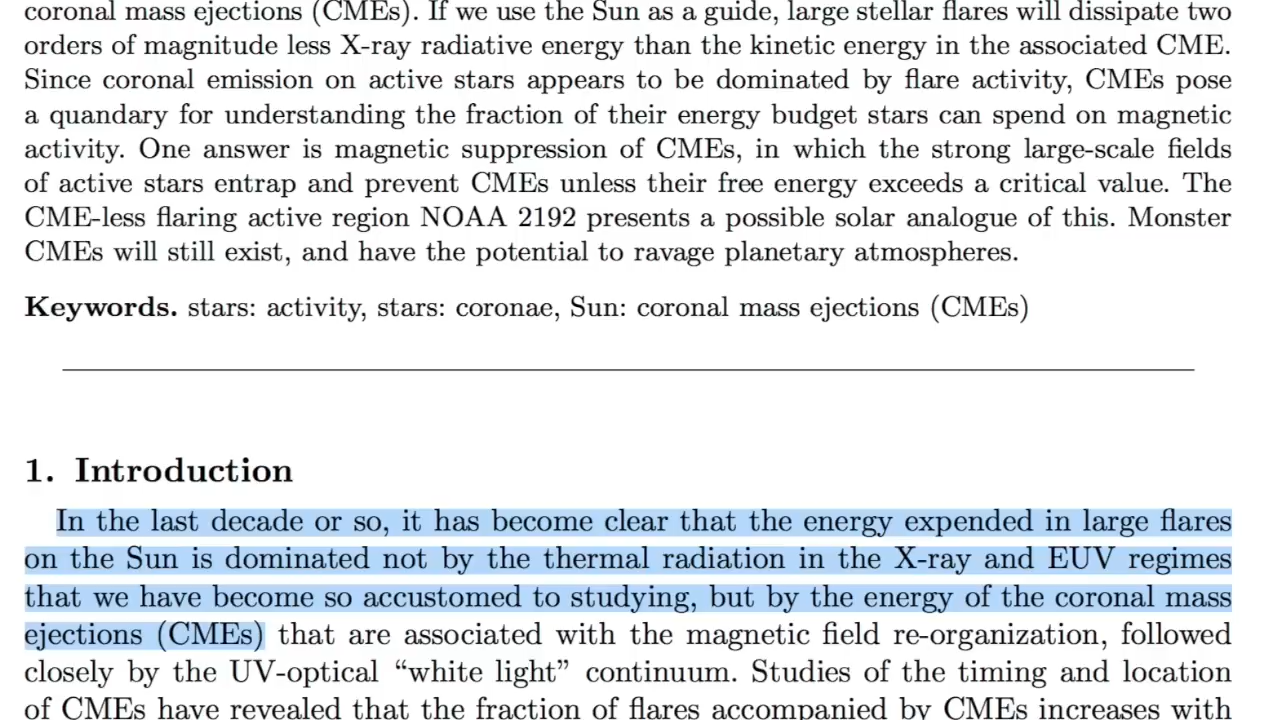 coronal mass ejections (CMEs). If we use the Sun as a guide, large stellar flares will dissipate two
orders of magnitude less X-ray radiative energy than the kinetic energy in the associated CME.
Since coronal emission on active stars appears to be dominated by flare activity, CMEs pose
a quandary for understanding the fraction of their energy budget stars can spend on magnetic
activity. One answer is magnetic suppression of CMEs, in which the strong large-scale fields
of active stars entrap and prevent CMEs unless their free energy exceeds a critical value. The
CME-less flaring active region NOAA 2192 presents a possible solar analogue of this. Monster
CMEs will still exist, and have the potential to ravage planetary atmospheres.
Keywords. stars: activity, stars: coronae, Sun: coronal mass ejections (CMEs)
1. Introduction
In the last decade or so, it has become clear that the energy expended in large flares
on the Sun is dominated not by the thermal radiation in the X-ray and EUV regimes
that we have become so accustomed to studying, but by the energy of the coronal mass
ejections (CMEs) that are associated with the magnetic field re-organization, followed
closely by the UV-optical “white light” continuum. Studies of the timing and location
of CMEs have revealed that the fraction of flares accompanied by CMEs increases with